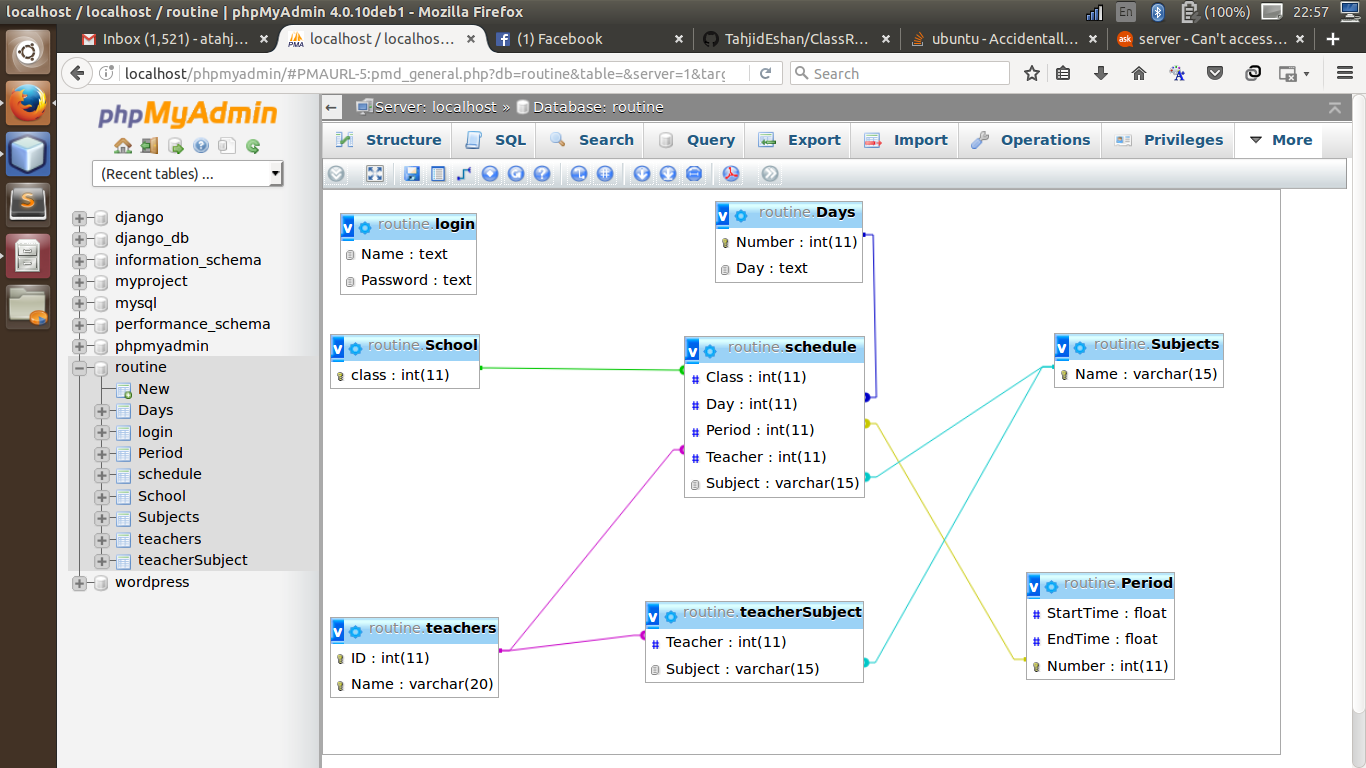 localhost / localhost / routine | phpMyAdmin 4.0.10deb1 - Mozilla Firefox
En (100%) 22:57
Inbox (1,521) - atahj... × localhost / localhos... × (1) Facebook × TahjidEshan/ClassR... × ubuntu - Accidentall... × server - Can't access... ×
localhost/phpmyadmin/#PMAURL-5:pmd_general.php?db=routine&table=&server=1&targ
Search
phpMyAdmin
(Recent tables) ...
django
django_db
information_schema
myproject
mysql
performance_schema
phpmyadmin
routine
New
Days
login
Period
schedule
School
Subjects
teachers
teacherSubject
wordpress
Server: localhost » Database: routine
Structure SQL Search Query Export Import Operations Privileges More
routine.login
Name : text
Password : text
routine.Days
Number : int(11)
Day : text
routine.School
class : int(11)
routine.schedule
Class : int(11)
Day : int(11)
Period : int(11)
Teacher : int(11)
Subject : varchar(15)
routine.Subjects
Name : varchar(15)
routine.teachers
ID : int(11)
Name : varchar(20)
routine.teacherSubject
Teacher : int(11)
Subject : varchar(15)
routine.Period
StartTime : float
EndTime : float
Number : int(11)